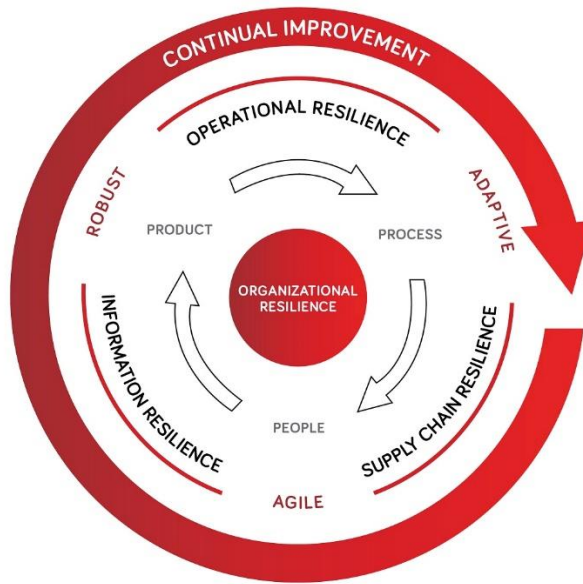 CONTINUAL IMPROVEMENT
OPERATIONAL RESILIENCE
ROBUST
ADAPTIVE
PRODUCT
PROCESS
ORGANIZATIONAL
RESILIENCE
INFORMATION RESILIENCE
SUPPLY CHAIN RESILIENCE
PEOPLE
AGILE